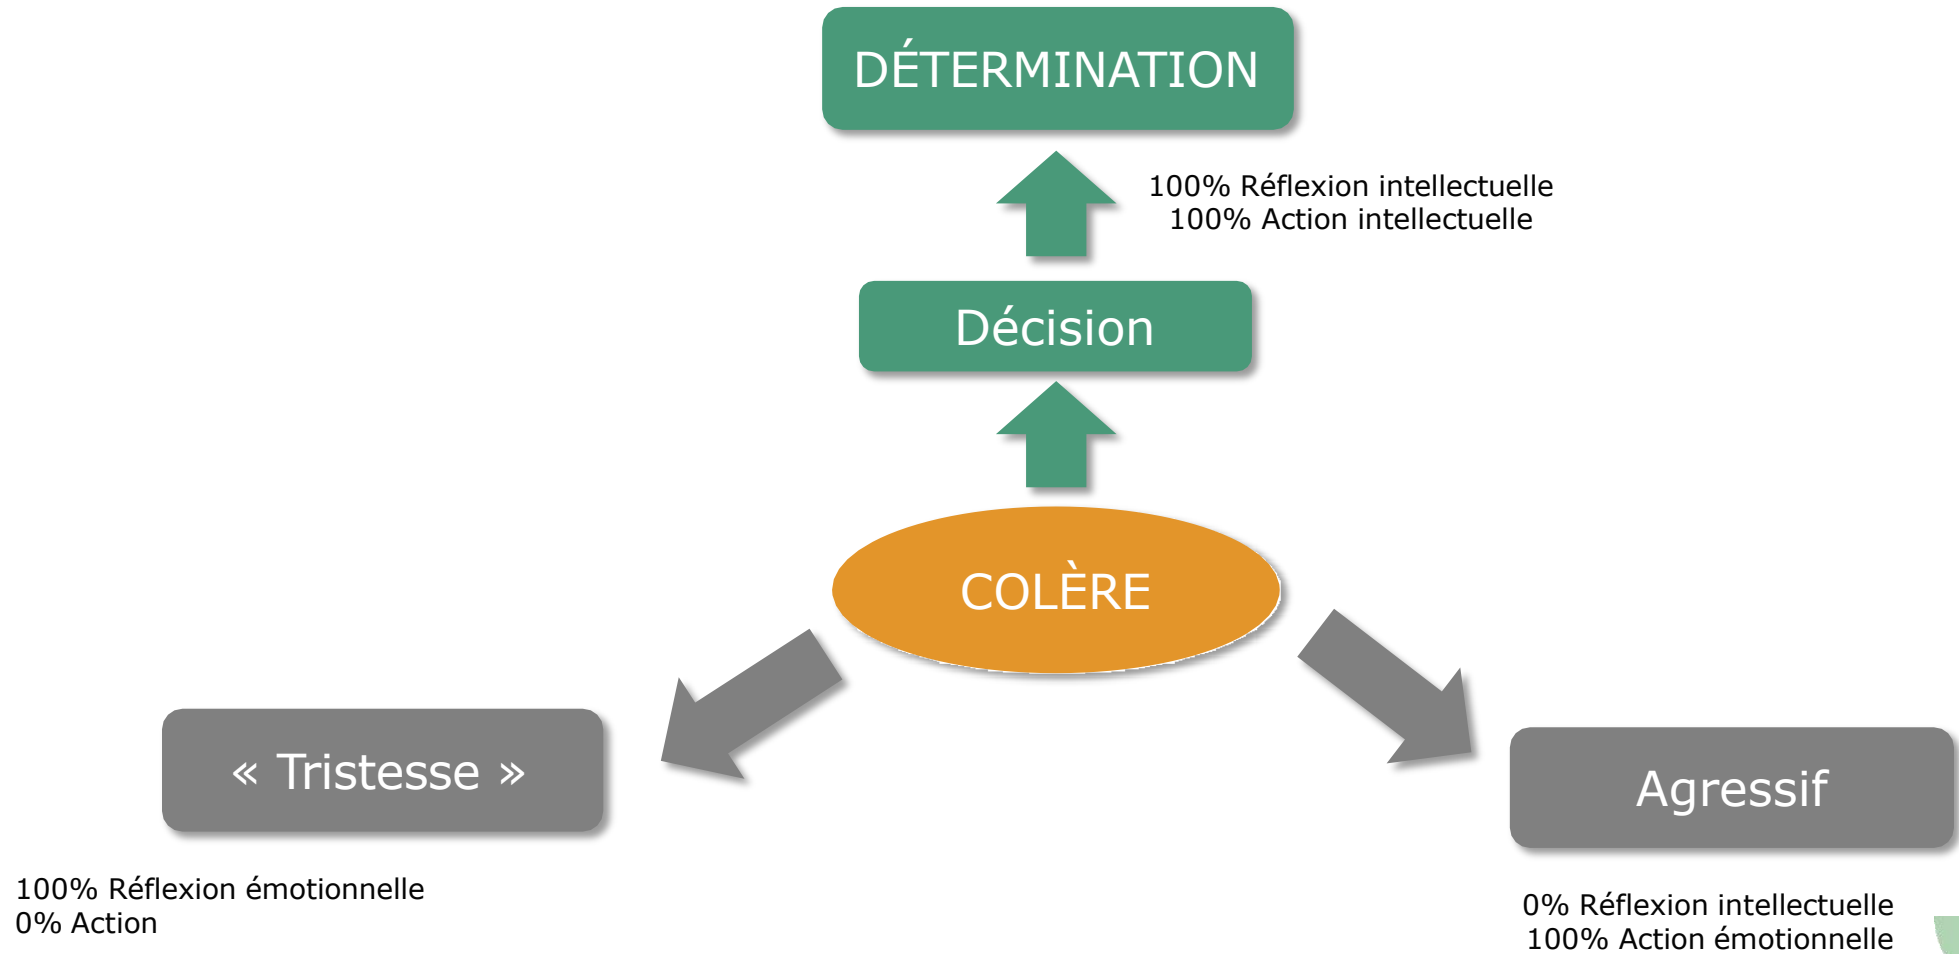 DÉTERMINATION
100% Réflexion intellectuelle
100% Action intellectuelle
Décision
COLÈRE
« Tristesse »
Agressif
100% Réflexion émotionnelle
0% Action
0% Réflexion intellectuelle
100% Action émotionnelle